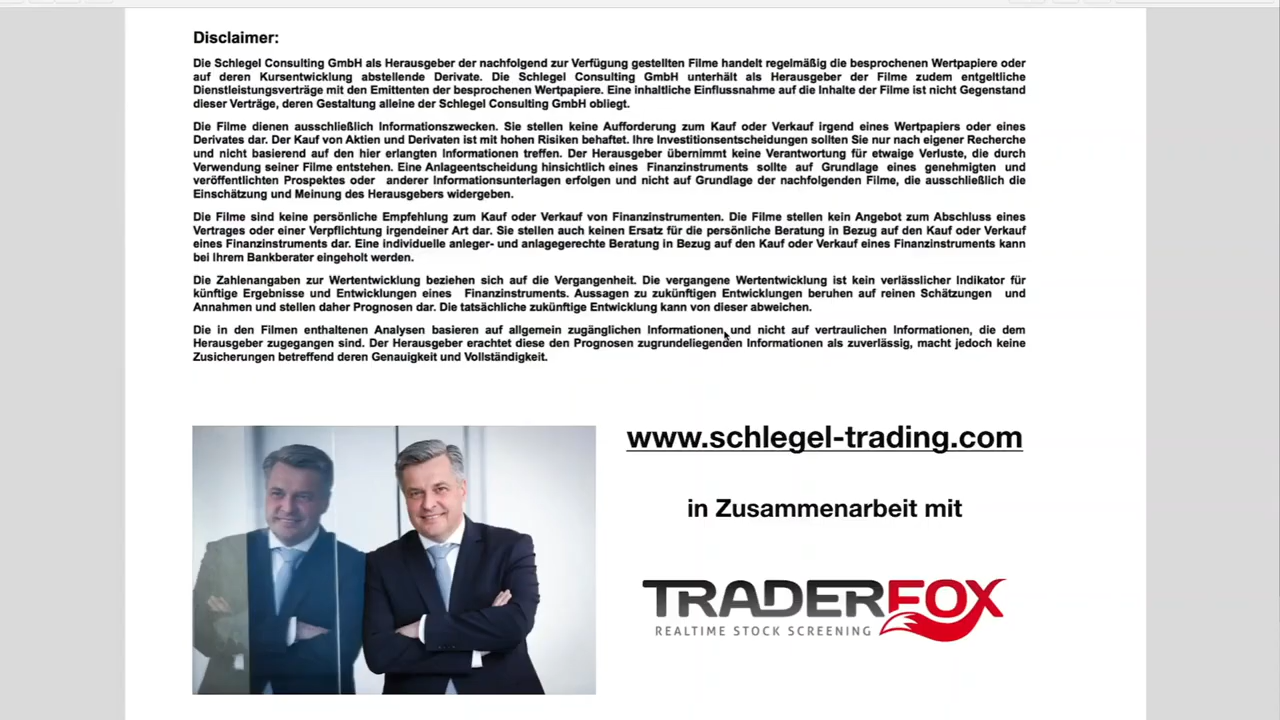 Disclaimer:
Die Schlegel Consulting GmbH als Herausgeber der nachfolgend zur Verfügung gestellten Filme handelt regelmäßig die besprochenen Wertpapiere oder
auf deren Kursentwicklung abstellende Derivate. Die Schlegel Consulting GmbH unterhält als Herausgeber der Filme zudem entgeltliche
Dienstleistungsverträge mit den Emittenten der besprochenen Wertpapiere. Eine inhaltliche Einflussnahme auf die Inhalte der Filme ist nicht Gegenstand
dieser Verträge, deren Gestaltung alleine der Schlegel Consulting GmbH obliegt.
Die Filme dienen ausschließlich Informationszwecken. Sie stellen keine Aufforderung zum Kauf oder Verkauf irgend eines Wertpapiers oder eines
Derivates dar. Der Kauf von Aktien und Derivaten ist mit hohen Risiken behaftet. Ihre Investitionsentscheidungen sollten Sie nur nach eigener Recherche
und nicht basierend auf den hier erlangten Informationen treffen. Der Herausgeber übernimmt keine Verantwortung für etwaige Verluste, die durch
Verwendung seiner Filme entstehen. Eine Anlageentscheidung hinsichtlich eines Finanzinstruments sollte auf Grundlage eines genehmigten und
veröffentlichten Prospektes oder anderer Informationsunterlagen erfolgen und nicht auf Grundlage der nachfolgenden Filme, die ausschließlich die
Einschätzung und Meinung des Herausgebers widergeben.
Die Filme sind keine persönliche Empfehlung zum Kauf oder Verkauf von Finanzinstrumenten. Die Filme stellen kein Angebot zum Abschluss eines
Vertrages oder einer Verpflichtung irgendeiner Art dar. Sie stellen auch keinen Ersatz für die persönliche Beratung in Bezug auf den Kauf oder Verkauf
eines Finanzinstruments dar. Eine individuelle anleger- und anlagegerechte Beratung in Bezug auf den Kauf oder Verkauf eines Finanzinstruments kann
bei Ihrem Bankberater eingeholt werden.
Die Zahlenangaben zur Wertentwicklung beziehen sich auf die Vergangenheit. Die vergangene Wertentwicklung ist kein verlässlicher Indikator für
künftige Ergebnisse und Entwicklungen eines Finanzinstruments. Aussagen zu zukünftigen Entwicklungen beruhen auf reinen Schätzungen und
Annahmen und stellen daher Prognosen dar. Die tatsächliche zukünftige Entwicklung kann von dieser abweichen.
Die in den Filmen enthaltenen Analysen basieren auf allgemein zugänglichen Informationen und nicht auf vertraulichen Informationen, die dem
Herausgeber zugegangen sind. Der Herausgeber erachtet diese den Prognosen zugrundeliegenden Informationen als zuverlässig, macht jedoch keine
Zusicherungen betreffend deren Genauigkeit und Vollständigkeit.
www.schlegel-trading.com
in Zusammenarbeit mit
TRADERFOX
REALTIME STOCK SCREENING